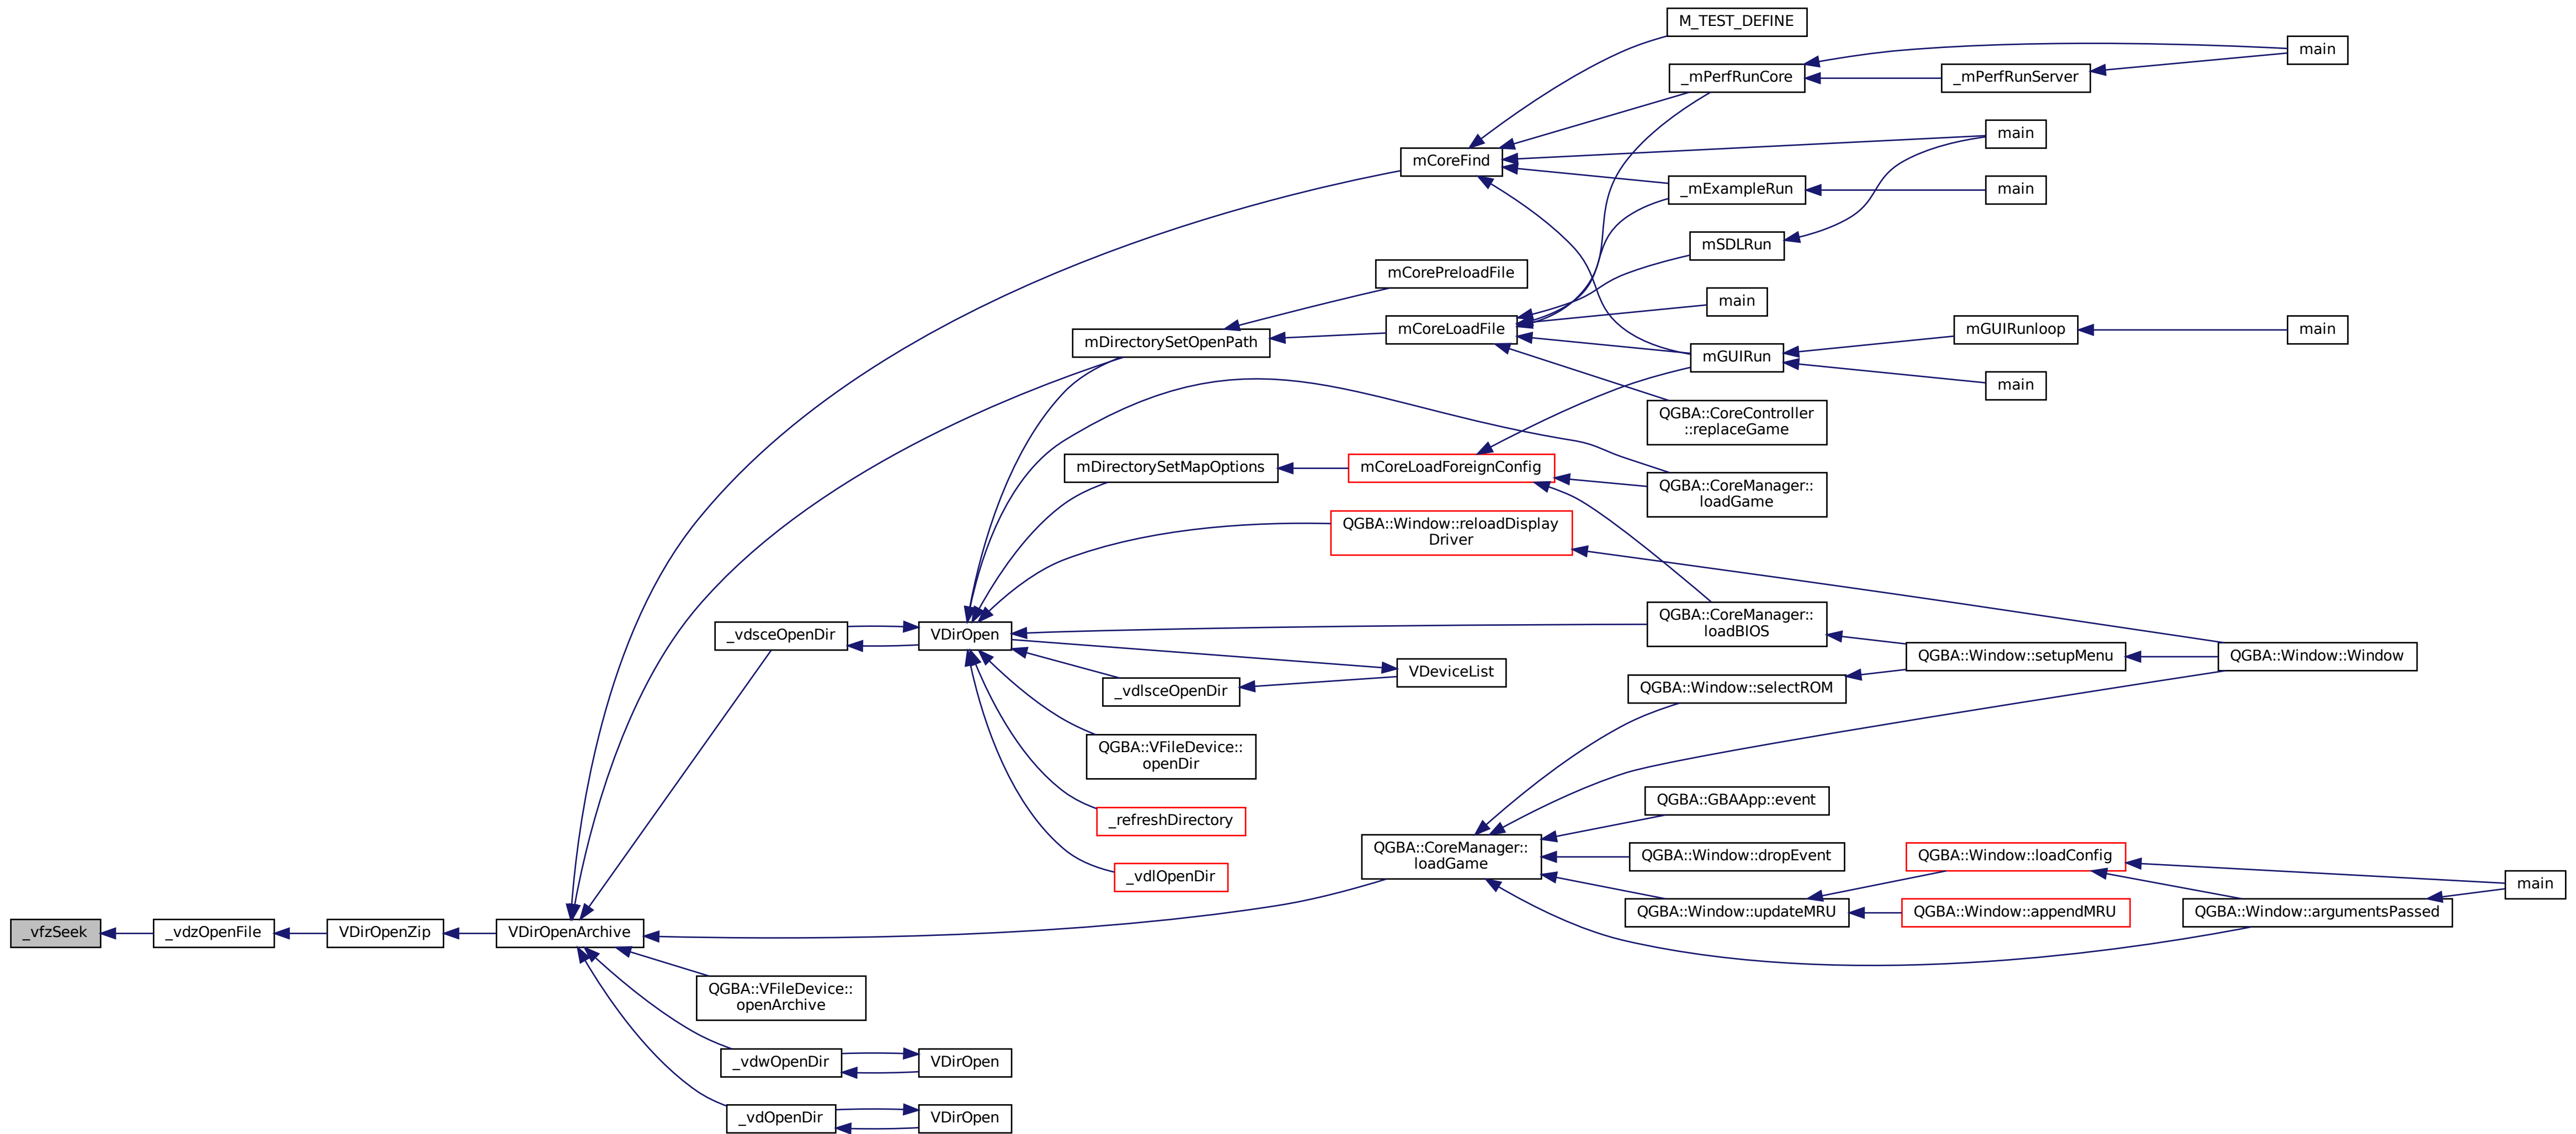 M_TEST_DEFINE
main
_mPerfRunCore
_mPerfRunServer
main
mCoreFind
_mExampleRun
main
mSDLRun
mCorePreloadFile
main
mDirectorySetOpenPath
mCoreLoadFile
mGUIRunloop
main
mGUIRun
main
QGBA::CoreController
::replaceGame
mDirectorySetMapOptions
mCoreLoadForeignConfig
QGBA::CoreManager::
loadGame
QGBA::Window::reloadDisplay
Driver
_vdsceOpenDir
VDirOpen
QGBA::CoreManager::
loadBIOS
QGBA::Window::setupMenu
QGBA::Window::Window
VDeviceList
_vdlsceOpenDir
QGBA::Window::selectROM
QGBA::VFileDevice::
openDir
QGBA::GBAApp::event
_refreshDirectory
QGBA::CoreManager::
loadGame
QGBA::Window::dropEvent
QGBA::Window::loadConfig
_vdlOpenDir
main
QGBA::Window::updateMRU
QGBA::Window::appendMRU
QGBA::Window::argumentsPassed
_vfzSeek
_vdzOpenFile
VDirOpenZip
VDirOpenArchive
QGBA::VFileDevice::
openArchive
_vdwOpenDir
VDirOpen
_vdOpenDir
VDirOpen